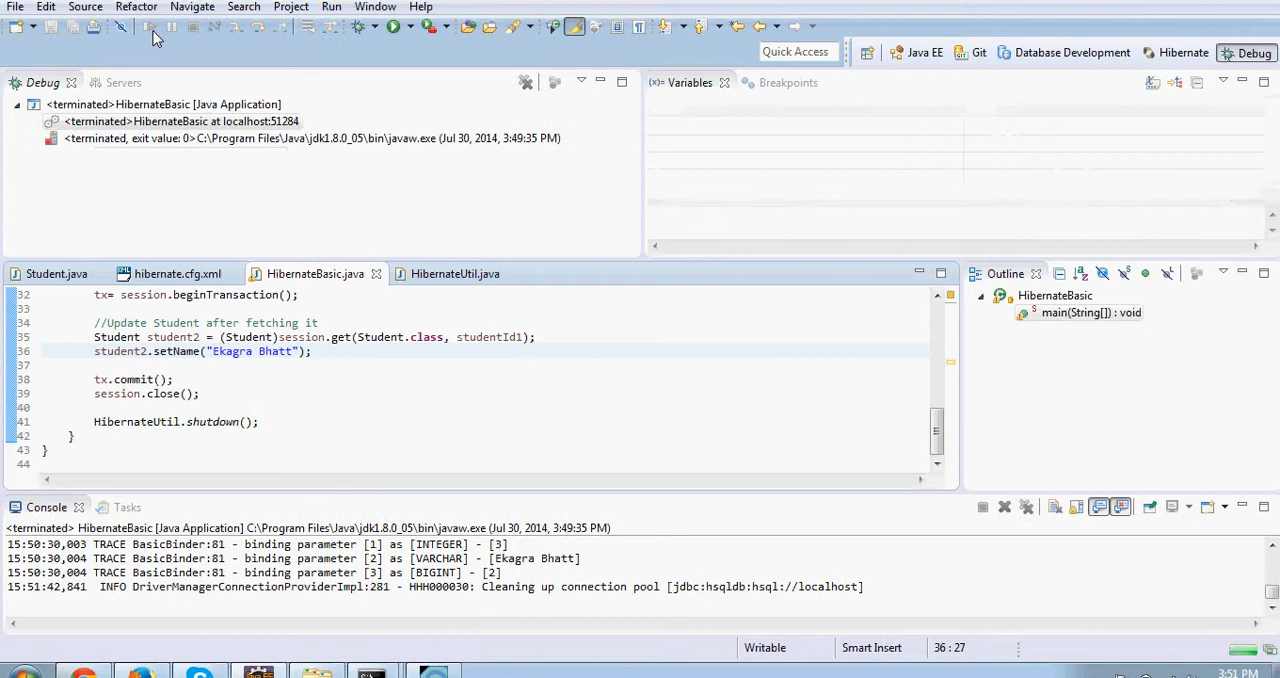 File Edit Source Refactor Navigate Search Project Run Window Help
Quick Access Java EE Git Database Development Hibernate Debug
Debug Servers
<terminated>HibernateBasic [Java Application]
<terminated>HibernateBasic at localhost:51284
<terminated, exit value: 0>C:\Program Files\Java\jdk1.8.0_05\bin\javaw.exe (Jul 30, 2014, 3:49:35 PM)
(x)= Variables Breakpoints
Student.java hibernate.cfg.xml HibernateBasic.java HibernateUtil.java
32 tx= session.beginTransaction();
33
34 //Update Student after fetching it
35 Student student2 = (Student)session.get(Student.class, studentId1);
36 student2.setName("Ekagra Bhatt");
37
38 tx.commit();
39 session.close();
40
41 HibernateUtil.shutdown();
42 }
43 }
44
Outline
HibernateBasic
main(String[]) : void
Console Tasks
<terminated> HibernateBasic [Java Application] C:\Program Files\Java\jdk1.8.0_05\bin\javaw.exe (Jul 30, 2014, 3:49:35 PM)
15:50:30,003 TRACE BasicBinder:81 - binding parameter [1] as [INTEGER] - [3]
15:50:30,004 TRACE BasicBinder:81 - binding parameter [2] as [VARCHAR] - [Ekagra Bhatt]
15:50:30,004 TRACE BasicBinder:81 - binding parameter [3] as [BIGINT] - [2]
15:51:42,841 INFO DriverManagerConnectionProviderImpl:281 - HHH000030: Cleaning up connection pool [jdbc:hsqldb:hsql://localhost]
Writable Smart Insert 36 : 27
3:51 PM